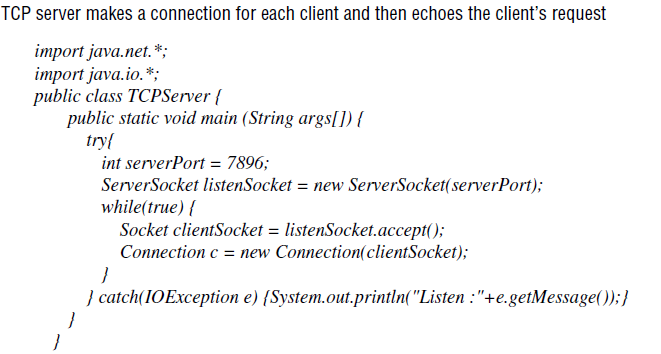 TCP server makes a connection for each client and then echoes the client’s request
import java.net.*;
import java.io.*;
public class TCPServer {
public static void main (String args[]) {
try{
int serverPort = 7896;
ServerSocket listenSocket = new ServerSocket(serverPort);
while(true) {
Socket clientSocket = listenSocket.accept();
Connection c = new Connection(clientSocket);
}
} catch(IOException e) {System.out.println("Listen :"+e.getMessage());}
}
}